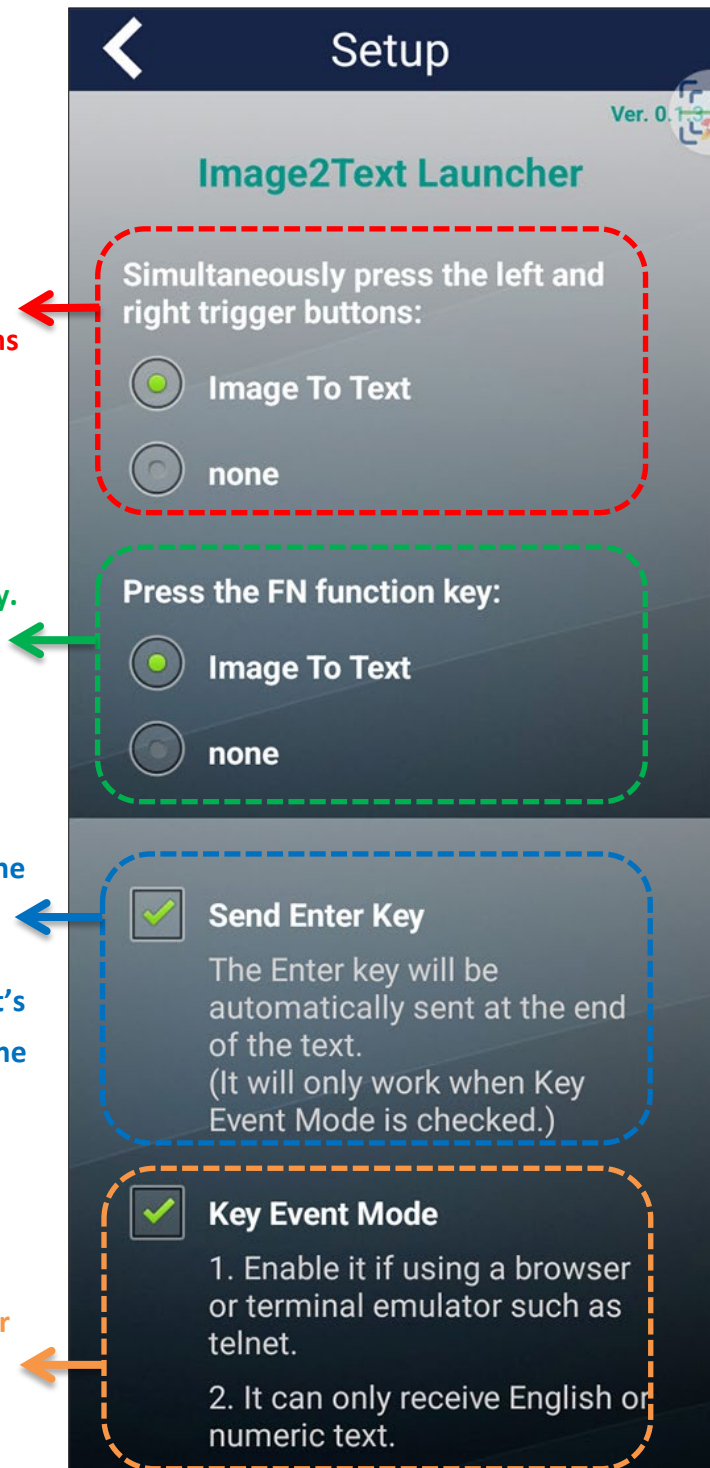 Setup
Ver. 0.1.3
Image2Text Launcher
Simultaneously press the left and
right trigger buttons:
ns
Image To Text
none
y.
Press the FN function key:
Image To Text
none
ne
Send Enter Key
The Enter key will be
automatically sent at the end
t’s
of the text.
ne
(It will only work when Key
Event Mode is checked.)
Key Event Mode
1. Enable it if using a browser
or terminal emulator such as
r
telnet.
2. It can only receive English or
numeric text.